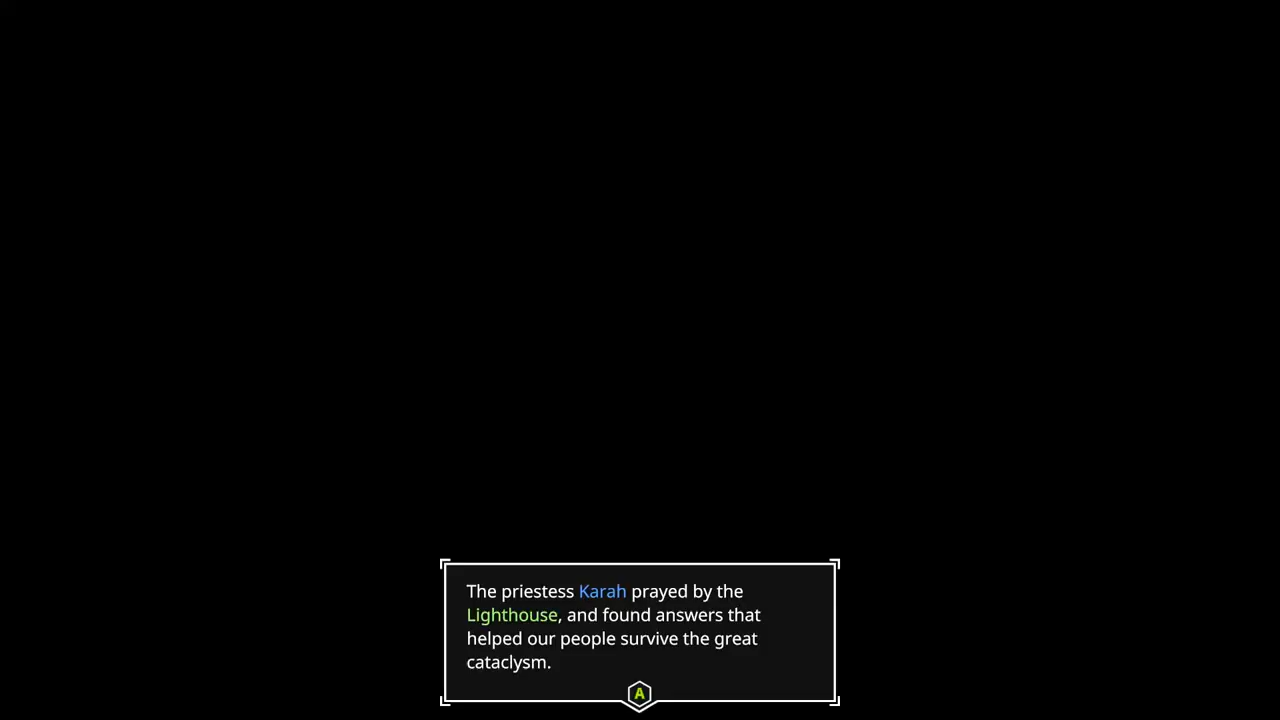 The priestess Karah prayed by the
Lighthouse, and found answers that
helped our people survive the great
cataclysm.
A